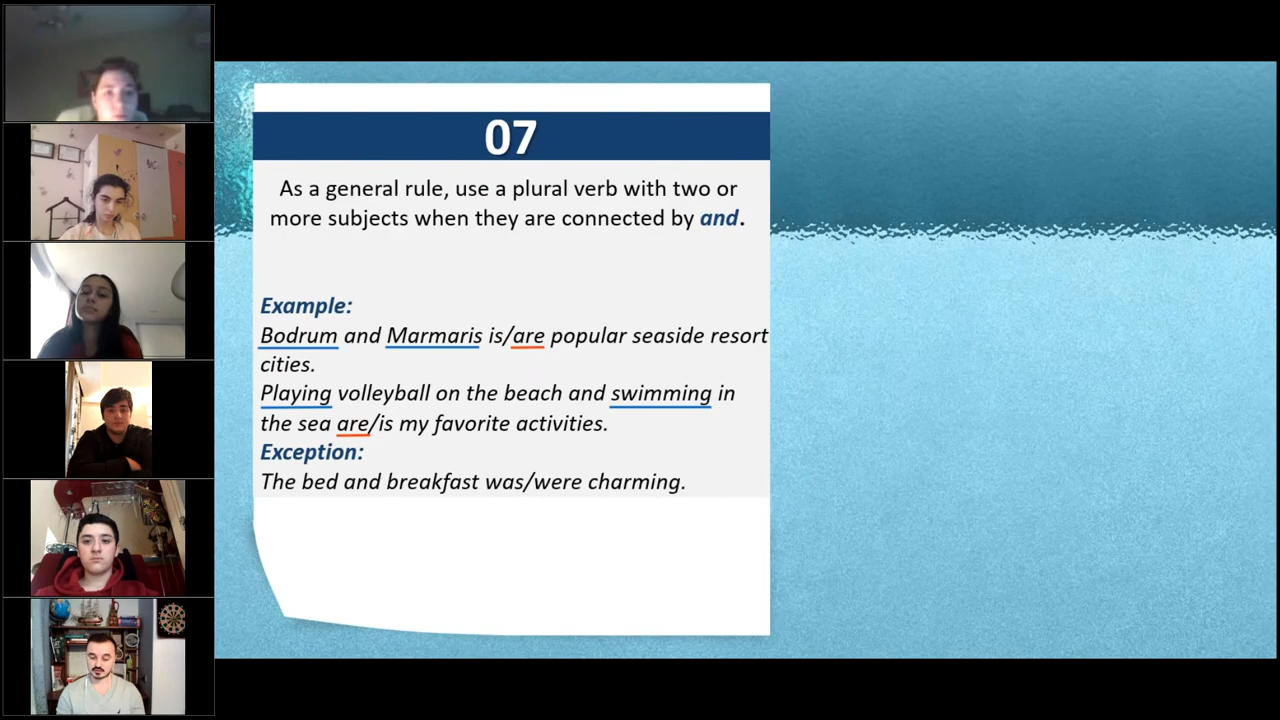 07
As a general rule, use a plural verb with two or
more subjects when they are connected by and.
Example:
Bodrum and Marmaris is/are popular seaside resort
cities.
Playing volleyball on the beach and swimming in
the sea are/is my favorite activities.
Exception:
The bed and breakfast was/were charming.